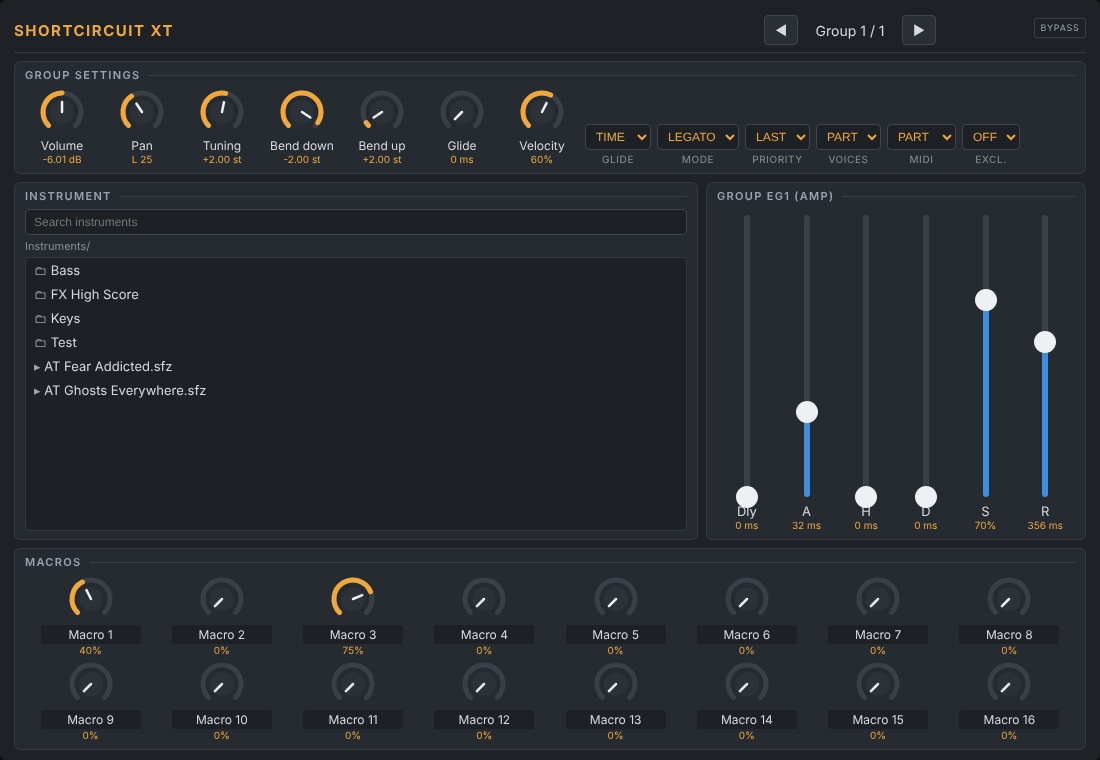 SHORTCIRCUIT XT
Group 1 / 1
BYPASS
GROUP SETTINGS
Volume Pan Tuning Bend down Bend up Glide Velocity
-6.01 dB L 25 +2.00 st -2.00 st +2.00 st 0 ms 60%
TIME LEGATO LAST PART PART OFF
GLIDE MODE PRIORITY VOICES MIDI EXCL.
INSTRUMENT
Search instruments
Instruments/
Bass
FX High Score
Keys
Test
AT Fear Addicted.sfz
AT Ghosts Everywhere.sfz
GROUP EG1 (AMP)
Dly A H D S R
0 ms 32 ms 0 ms 0 ms 70% 356 ms
MACROS
Macro 1 Macro 2 Macro 3 Macro 4 Macro 5 Macro 6 Macro 7 Macro 8
40% 0% 75% 0% 0% 0% 0% 0%
Macro 9 Macro 10 Macro 11 Macro 12 Macro 13 Macro 14 Macro 15 Macro 16
0% 0% 0% 0% 0% 0% 0% 0%